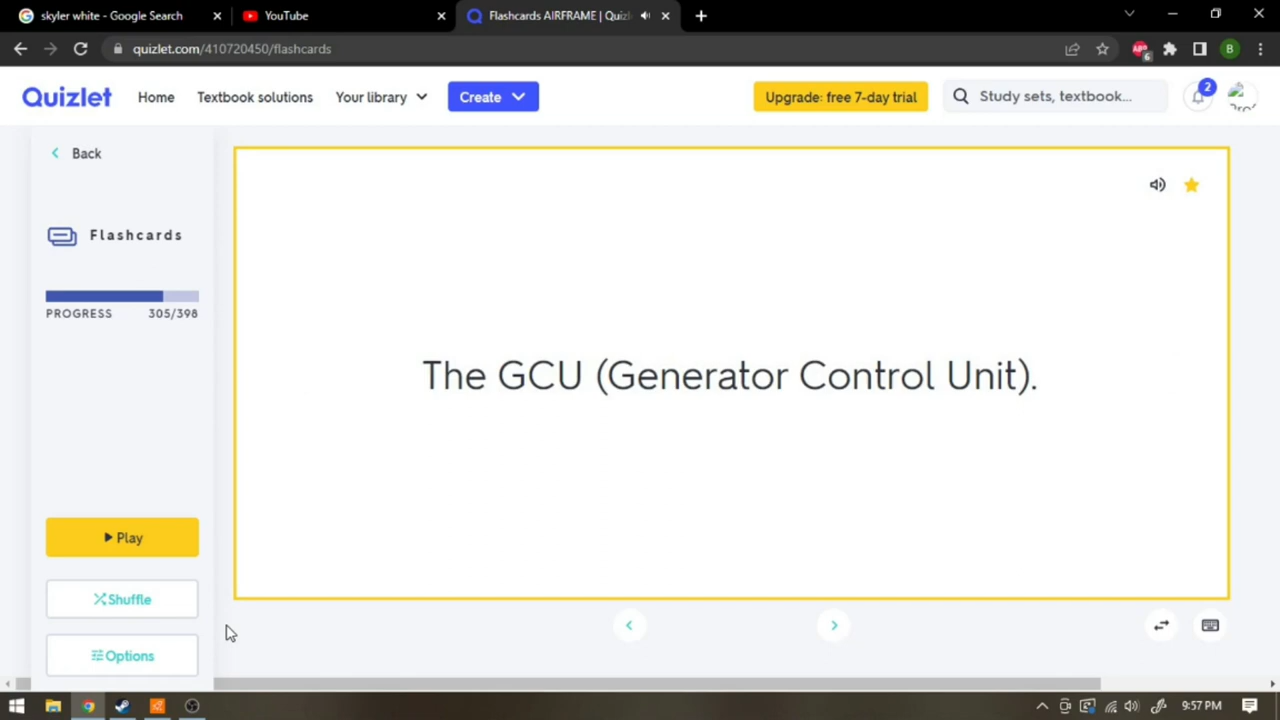 skyler white - Google Search
YouTube
Flashcards AIRFRAME | Quizl
quizlet.com/410720450/flashcards
ABP
6
B
Quizlet
Home
Textbook solutions
Your library
Create
Upgrade: free 7-day trial
Study sets, textbook...
2
Back
Flashcards
PROGRESS 305/398
The GCU (Generator Control Unit).
Play
Shuffle
Options
9:57 PM